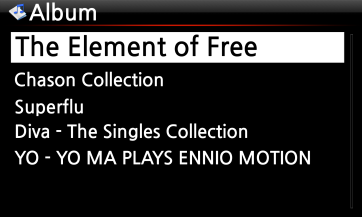 Album
The Element of Free
Chason Collection
Superflu
Diva - The Singles Collection
YO - YO MA PLAYS ENNIO MOTION